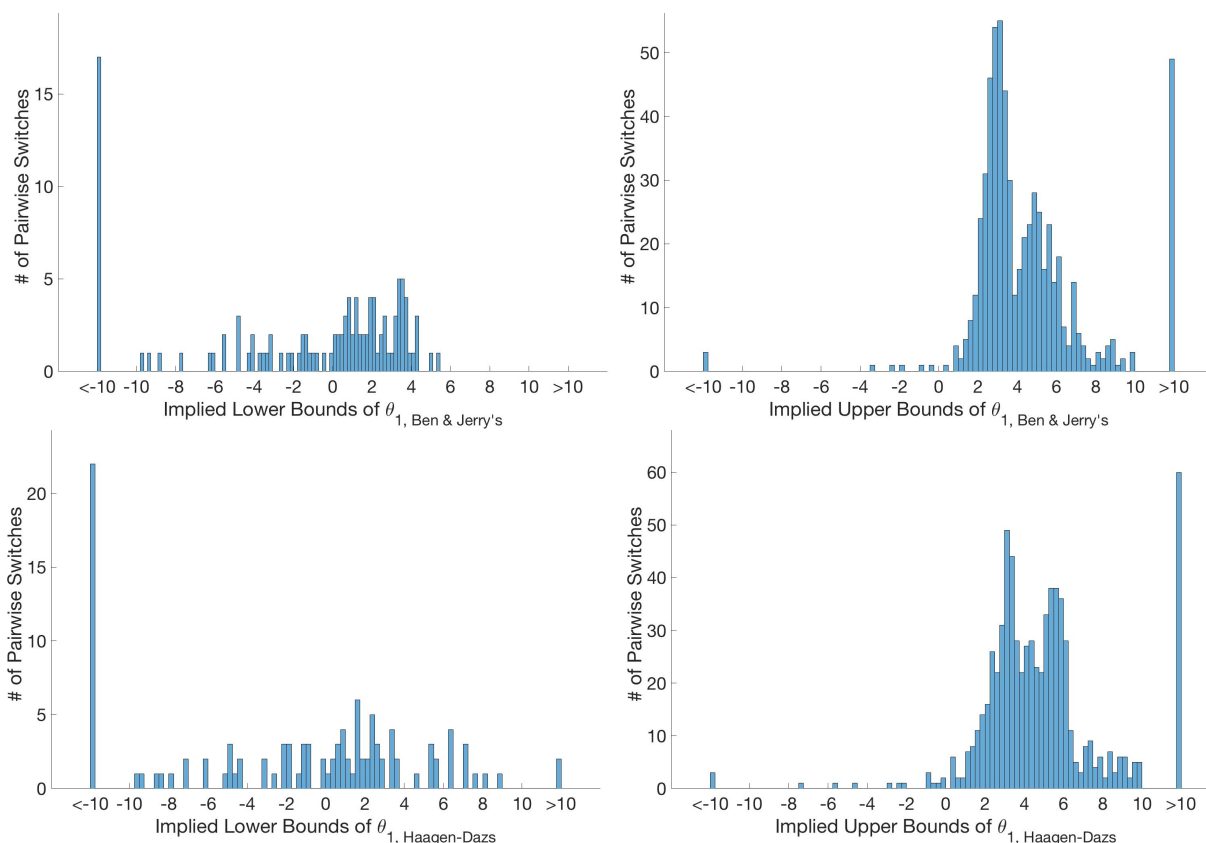 # of Pairwise Switches
15
10
5
0
<-10 -10 -8 -6 -4 -2 0 2 4 6 8 10 >10
Implied Lower Bounds of θ1, Ben & Jerry's
# of Pairwise Switches
50
40
30
20
10
0
<-10 -10 -8 -6 -4 -2 0 2 4 6 8 10 >10
Implied Upper Bounds of θ1, Ben & Jerry's
# of Pairwise Switches
20
15
10
5
0
<-10 -10 -8 -6 -4 -2 0 2 4 6 8 10 >10
Implied Lower Bounds of θ1, Haagen-Dazs
# of Pairwise Switches
60
50
40
30
20
10
0
<-10 -10 -8 -6 -4 -2 0 2 4 6 8 10 >10
Implied Upper Bounds of θ1, Haagen-Dazs